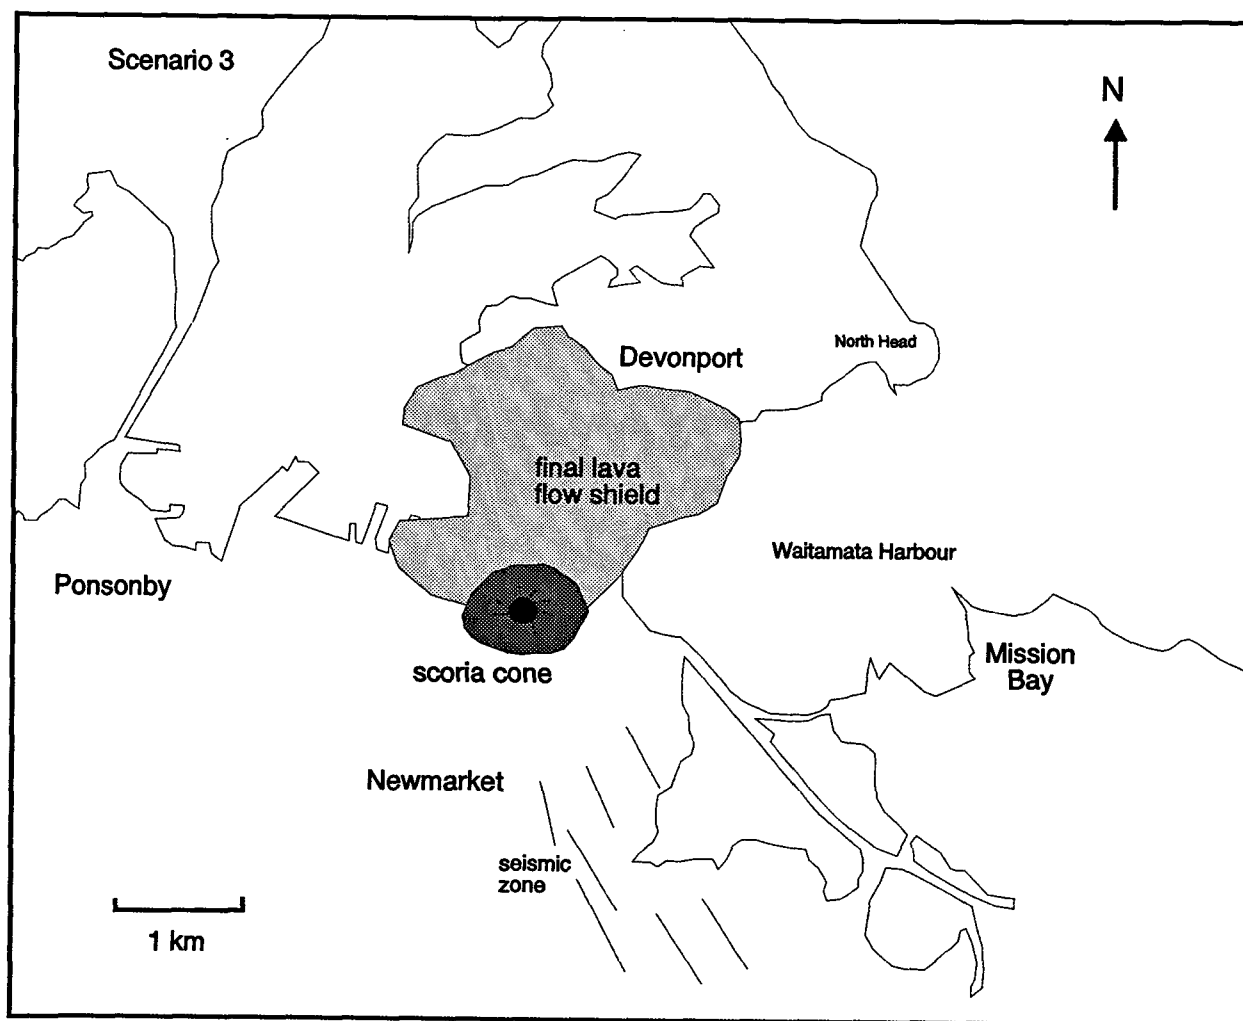 Scenario 3
N
North Head
Devonport
final lava
flow shield
Waitamata Harbour
Ponsonby
Mission
Bay
scoria cone
Newmarket
seismic
zone
1 km